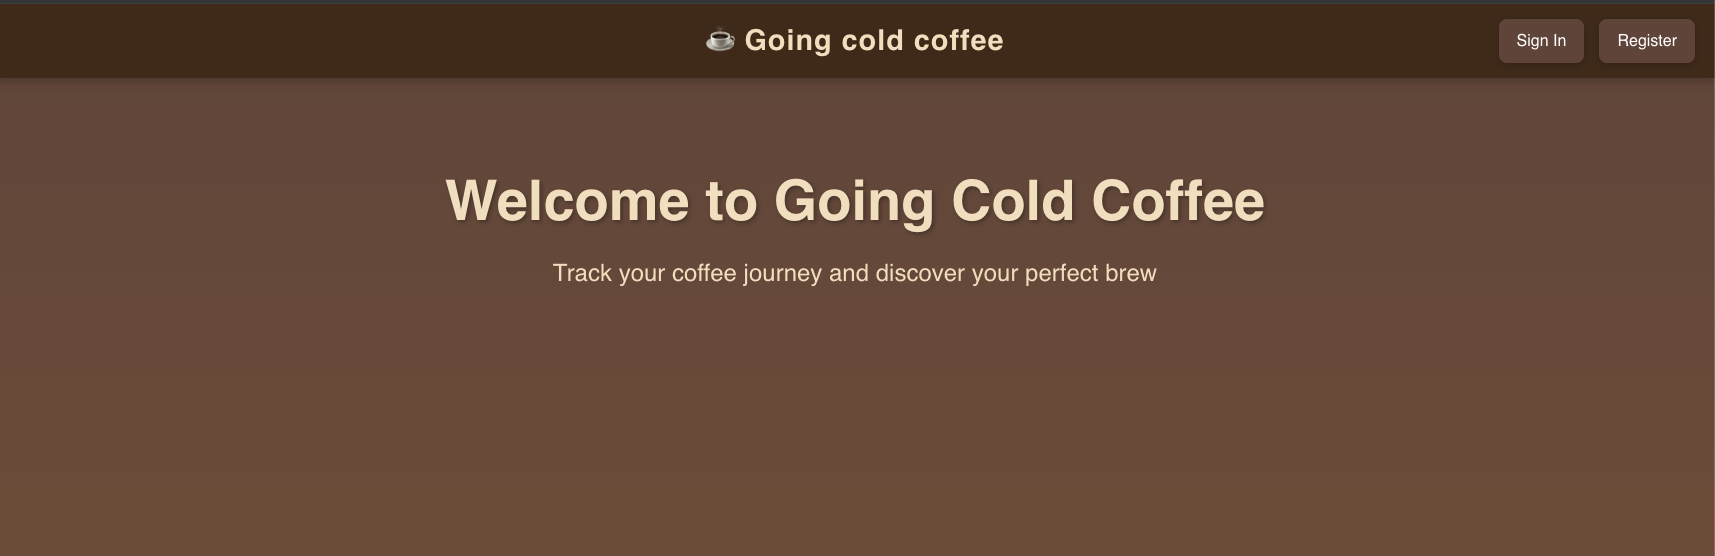 Going cold coffee
Sign In
Register
Welcome to Going Cold Coffee
Track your coffee journey and discover your perfect brew